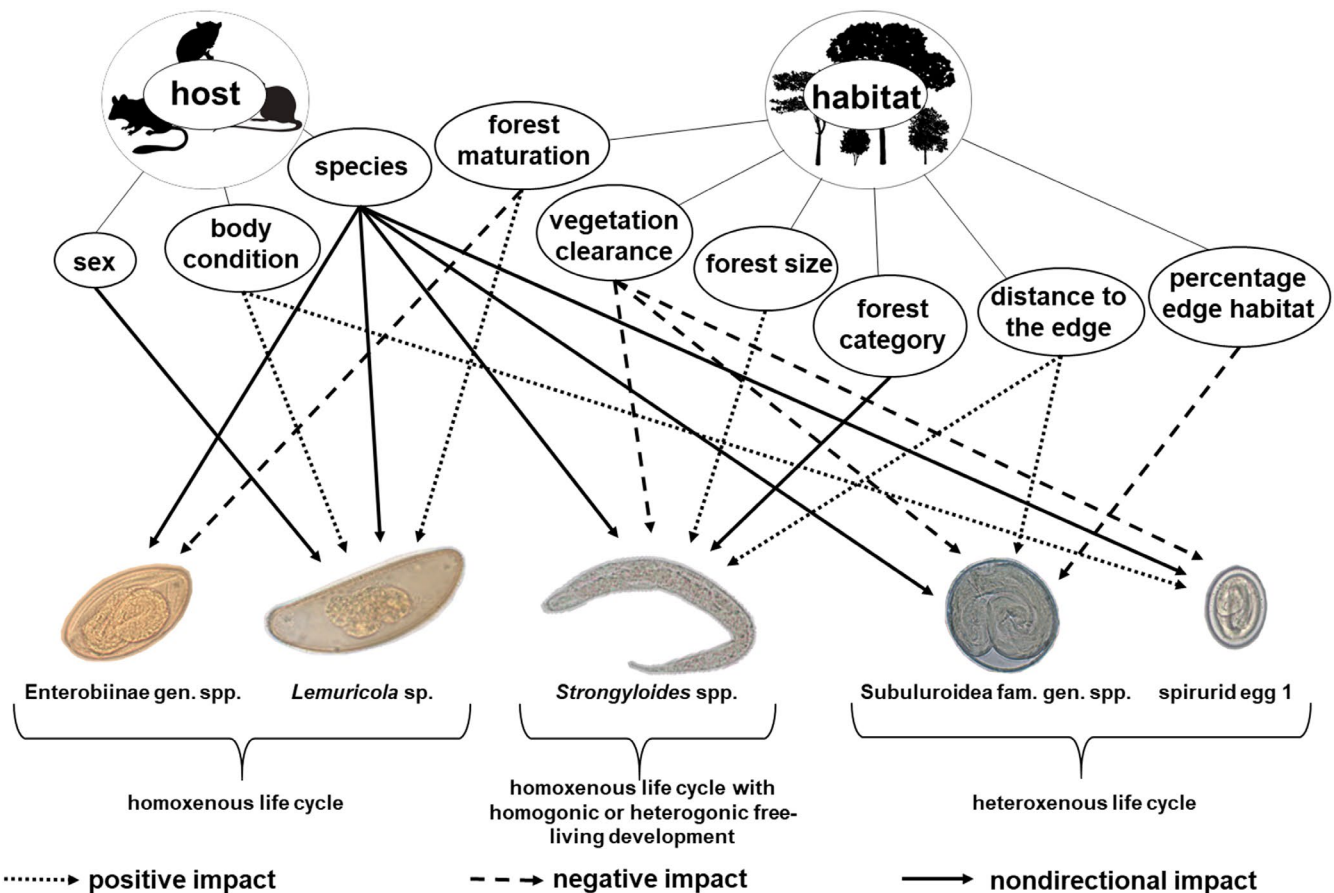 host
habitat
species
forest
maturation
sex
body
condition
vegetation
clearance
forest size
forest
category
distance to
the edge
percentage
edge habitat
Enterobiinae gen. spp.
Lemuricola sp.
Strongyloides spp.
Subuluroidea fam. gen. spp.
spirurid egg 1
homoxenous life cycle
homoxenous life cycle with
homogonic or heterogonic free-
living development
heteroxenous life cycle
positive impact
negative impact
nondirectional impact